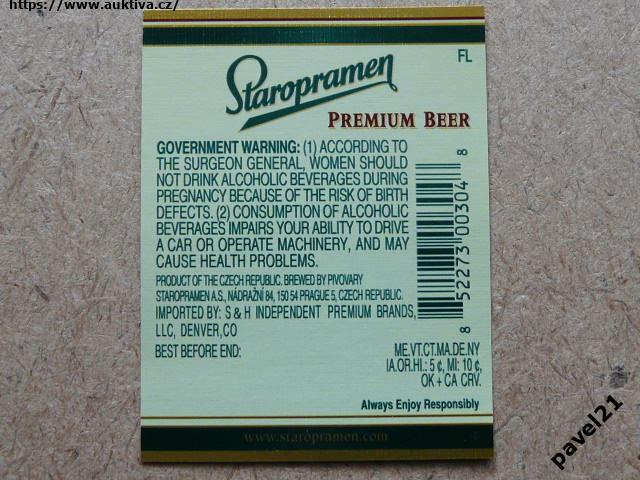 https://www.auktiva.cz/
FL
Staropramen
PREMIUM BEER
GOVERNMENT WARNING: (1) ACCORDING TO
THE SURGEON GENERAL, WOMEN SHOULD
NOT DRINK ALCOHOLIC BEVERAGES DURING
PREGNANCY BECAUSE OF THE RISK OF BIRTH
DEFECTS. (2) CONSUMPTION OF ALCOHOLIC
BEVERAGES IMPAIRS YOUR ABILITY TO DRIVE
A CAR OR OPERATE MACHINERY, AND MAY
CAUSE HEALTH PROBLEMS.
PRODUCT OF THE CZECH REPUBLIC. BREWED BY PIVOVARY
STAROPRAMEN A.S., NÁDRAŽNÍ 84, 150 54 PRAGUE 5, CZECH REPUBLIC.
IMPORTED BY: S & H INDEPENDENT PREMIUM BRANDS,
LLC, DENVER,CO
BEST BEFORE END:
8 52273 00304 8
ME.VT.CT.MA.DE.NY
IA.OR.HI.: 5 ¢, MI: 10 ¢,
OK + CA CRV.
Always Enjoy Responsibly
www.staropramen.com
pavel21